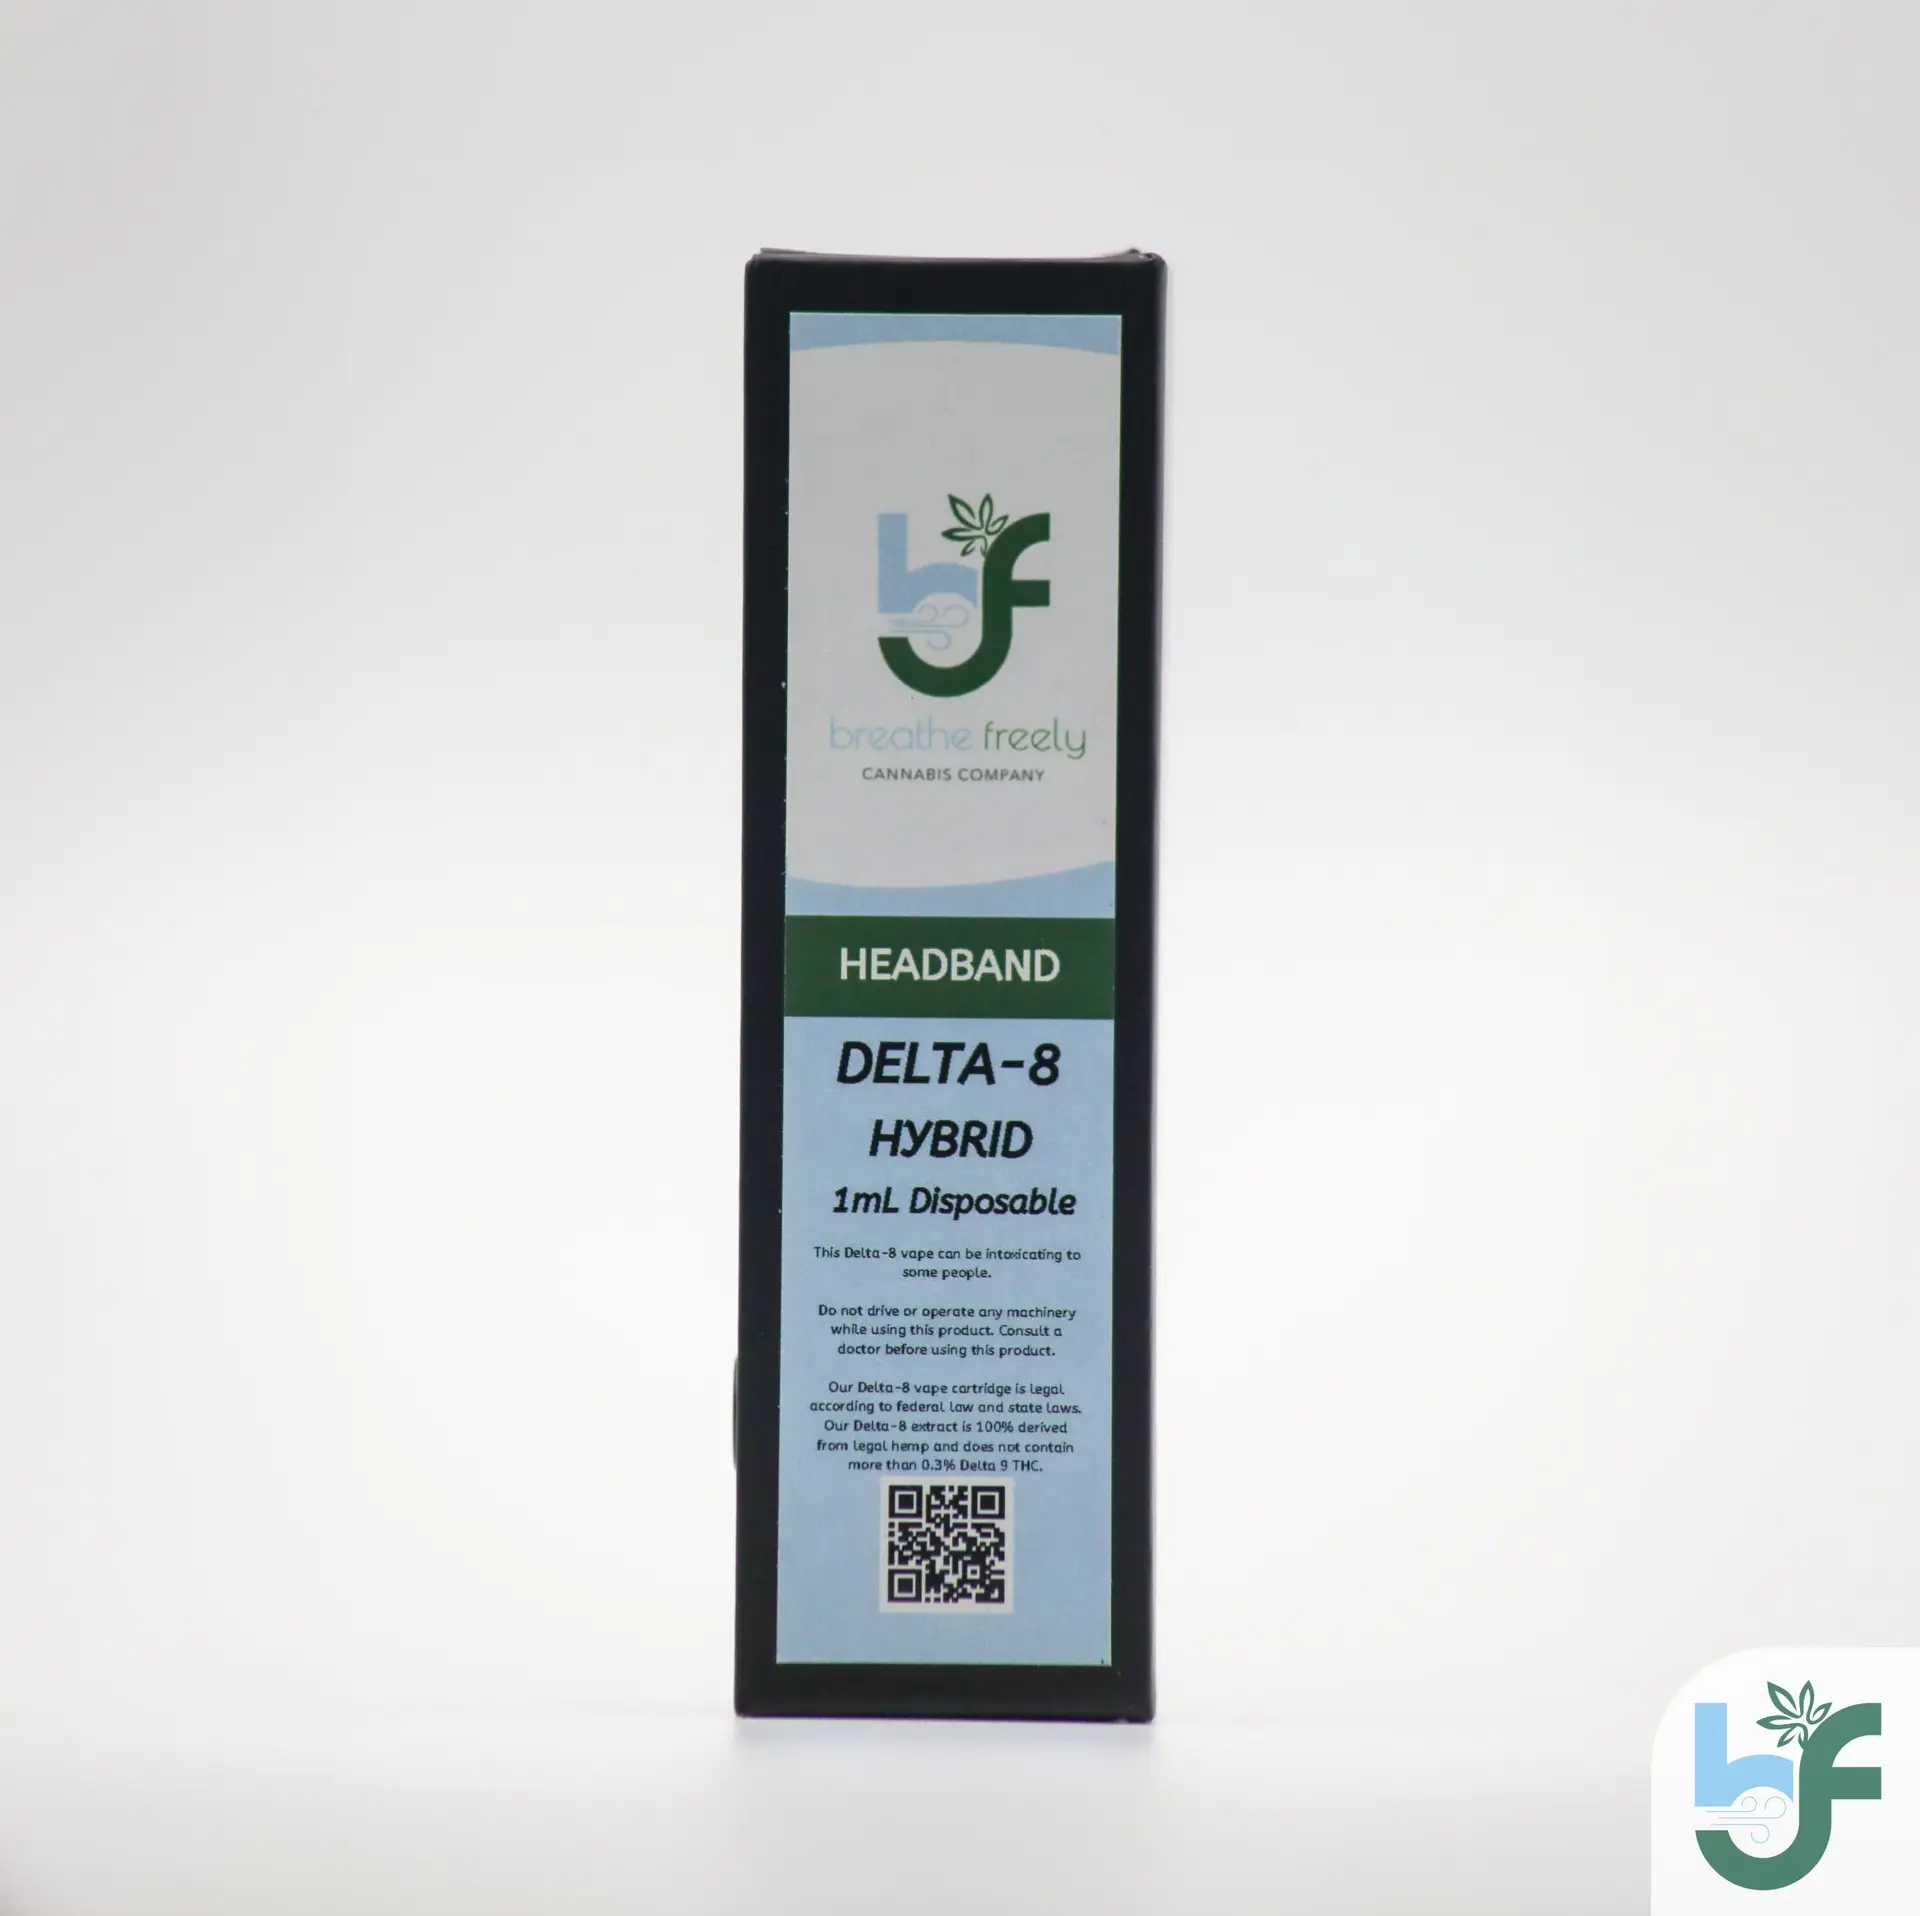 bf
breathe freely
CANNABIS COMPANY
HEADBAND
DELTA-8
HYBRID
1mL Disposable
This Delta-8 vape can be intoxicating to
some people.
Do not drive or operate any machinery
while using this product. Consult a
doctor before using this product.
Our Delta-8 vape cartridge is legal
according to federal law and state laws.
Our Delta-8 extract is 100% derived
from legal hemp and does not contain
more than 0.3% Delta 9 THC.
bf